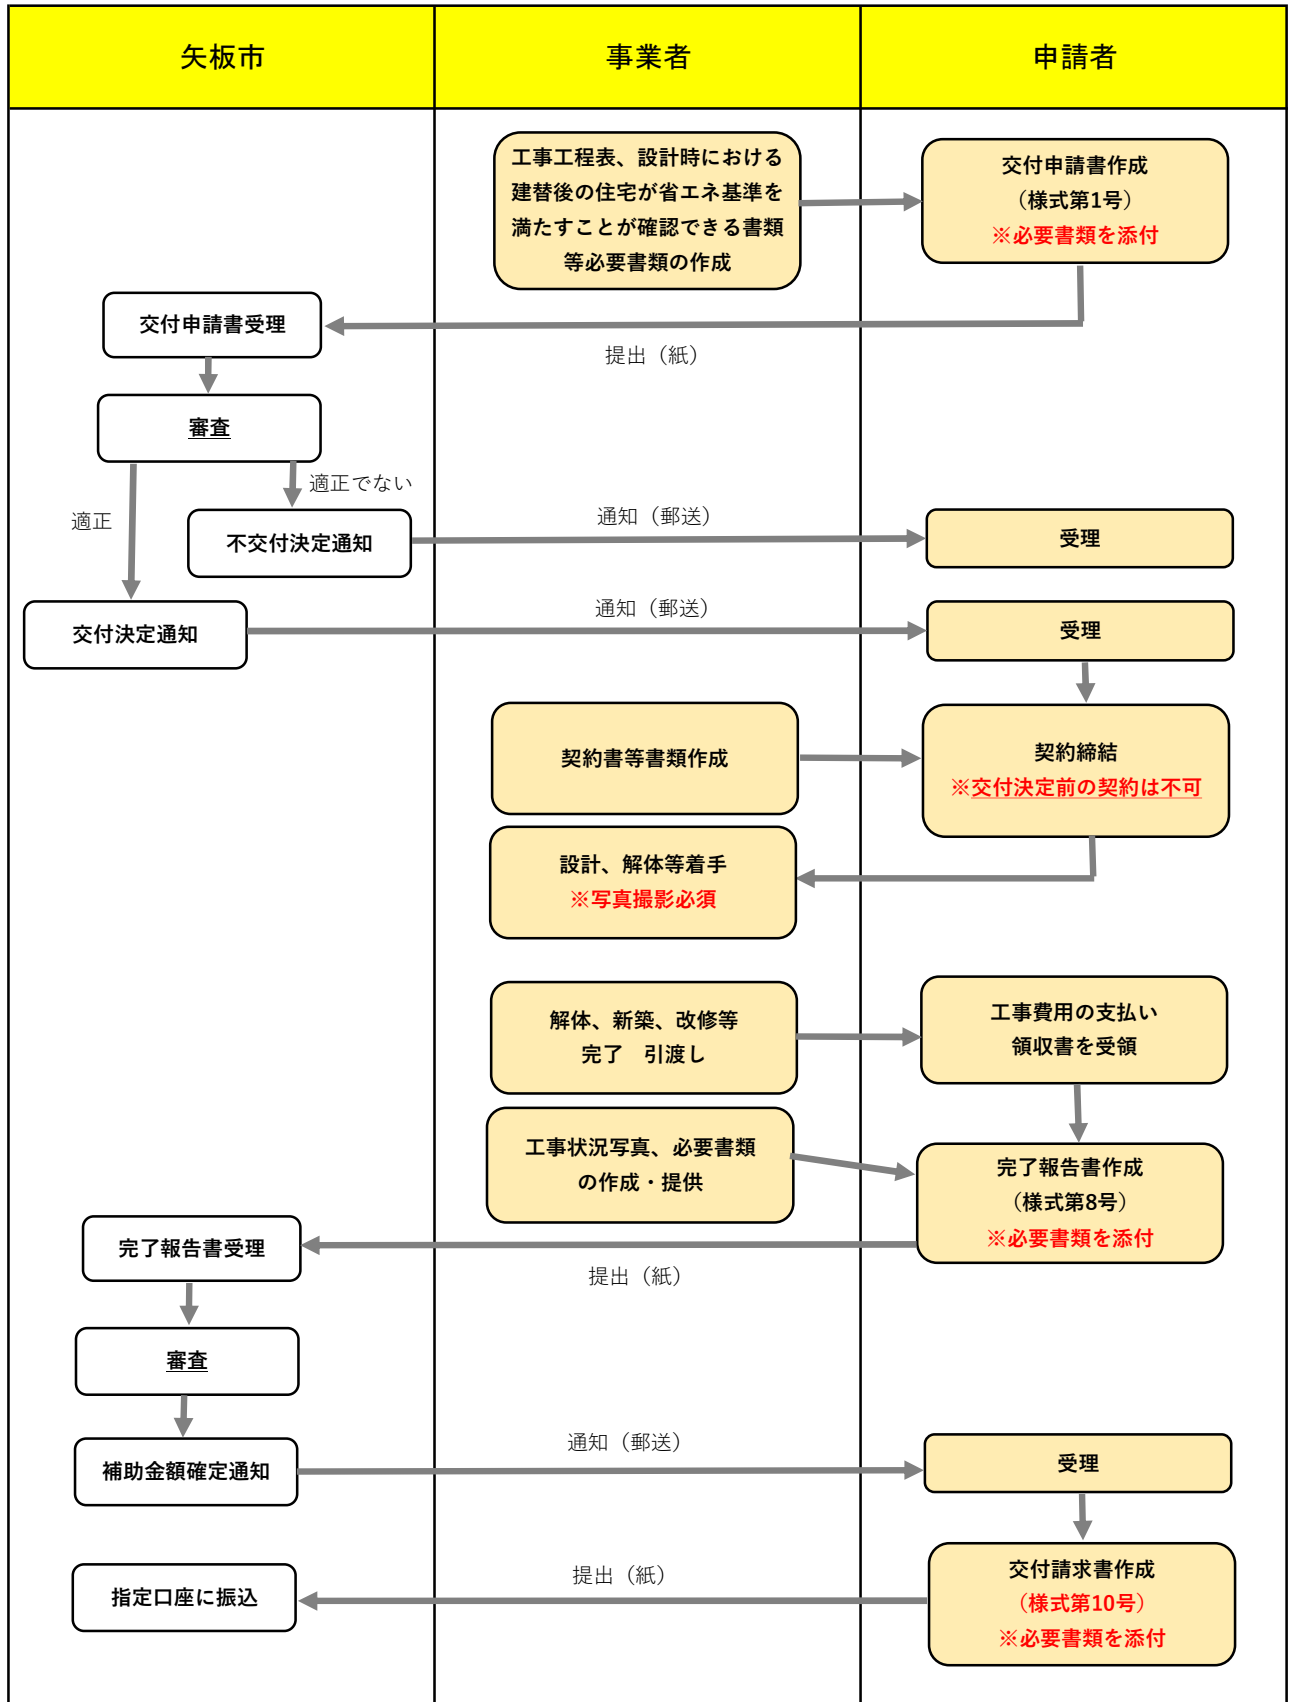 矢板市
事業者
申請者
工事工程表、設計時における
建替後の住宅が省エネ基準を
満たすことが確認できる書類
等必要書類の作成
交付申請書作成
（様式第1号）
※必要書類を添付
交付申請書受理
提出（紙）
審査
適正でない
適正
不交付決定通知
通知（郵送）
受理
交付決定通知
通知（郵送）
受理
契約書等書類作成
契約締結
※交付決定前の契約は不可
設計、解体等着手
※写真撮影必須
解体、新築、改修等
完了　引渡し
工事費用の支払い
領収書を受領
工事状況写真、必要書類
の作成・提供
完了報告書作成
（様式第8号）
※必要書類を添付
完了報告書受理
提出（紙）
審査
補助金額確定通知
通知（郵送）
受理
交付請求書作成
（様式第10号）
※必要書類を添付
提出（紙）
指定口座に振込